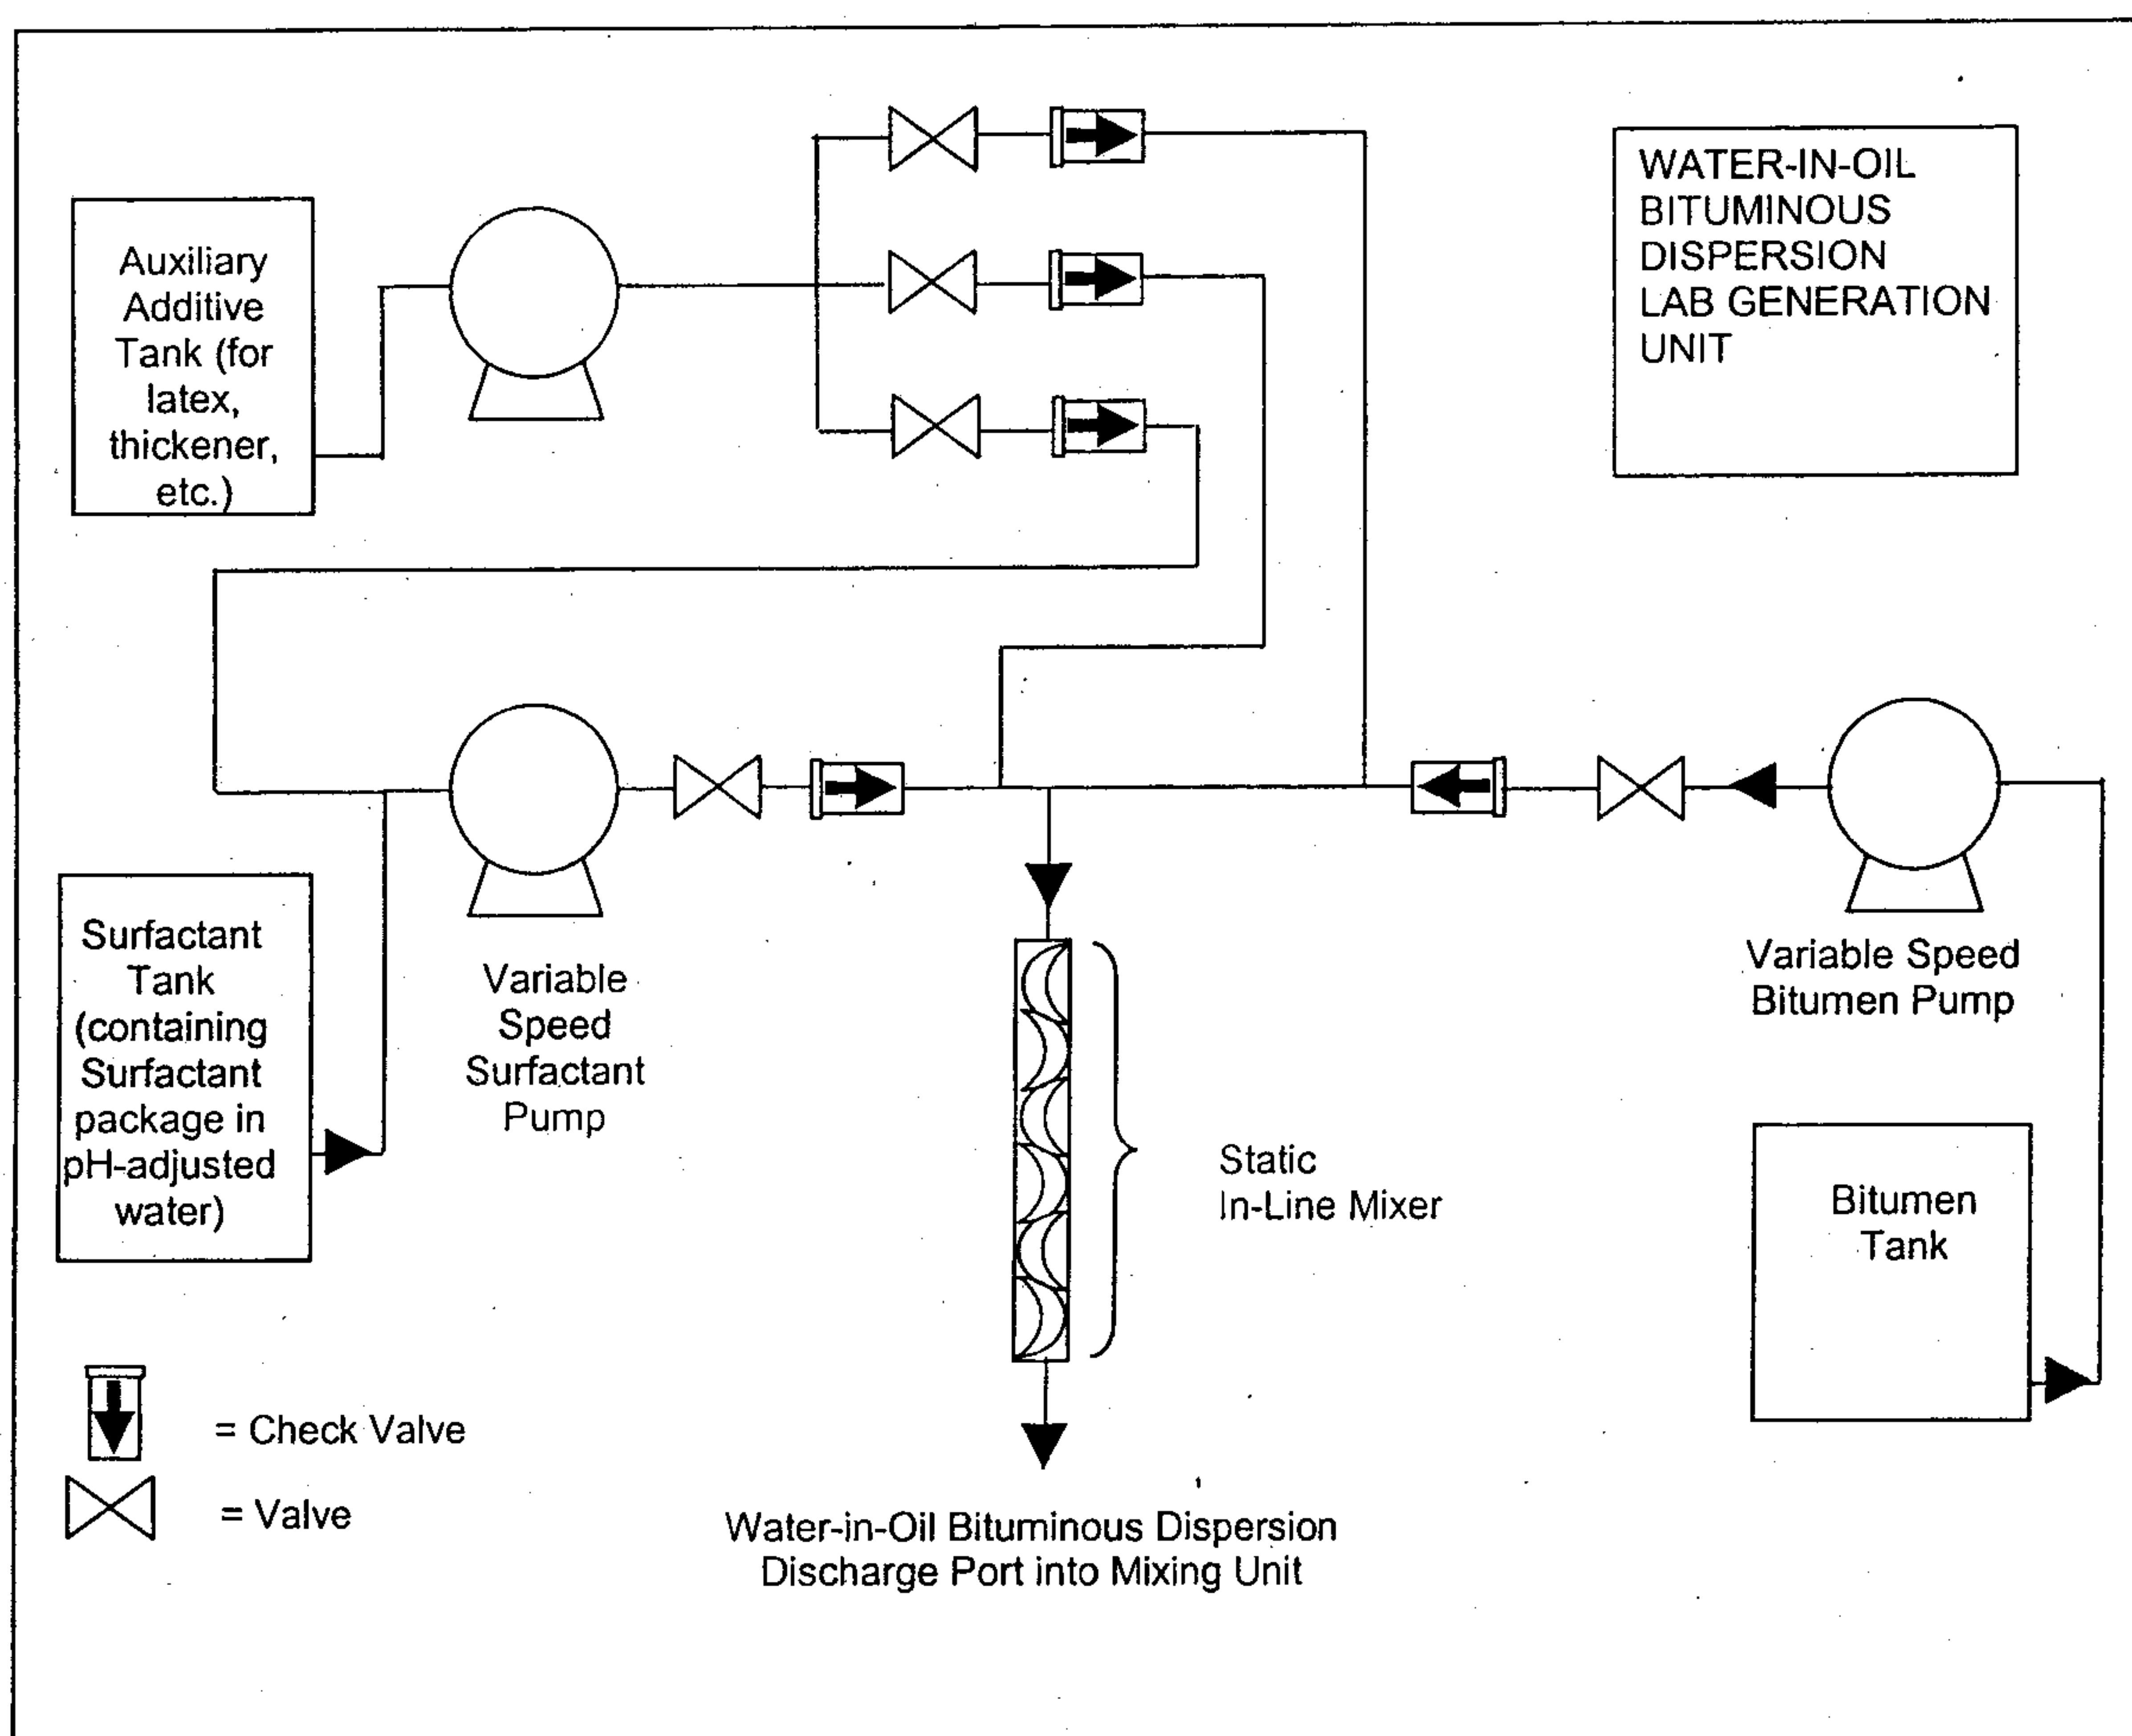 WATER-IN-OIL
BITUMINOUS
DISPERSION
LAB GENERATION
UNIT
Auxiliary
Additive
Tank (for
latex,
thickener,
etc.)
Surfactant
Tank
(containing
Surfactant
package in
pH-adjusted
water)
Variable
Speed
Surfactant
Pump
Variable Speed
Bitumen Pump
Static
In-Line Mixer
Bitumen
Tank
= Check Valve
= Valve
Water-in-Oil Bituminous Dispersion
Discharge Port into Mixing Unit